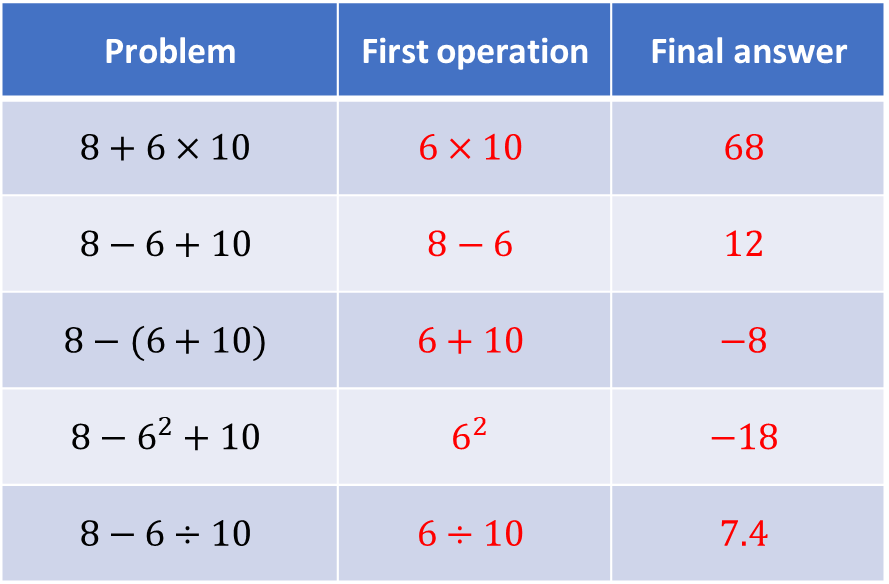 Problem First operation Final answer
8 + 6 × 10 6 × 10 68
8 − 6 + 10 8 − 6 12
8 − (6 + 10) 6 + 10 −8
8 − 6² + 10 6² −18
8 − 6 ÷ 10 6 ÷ 10 7.4